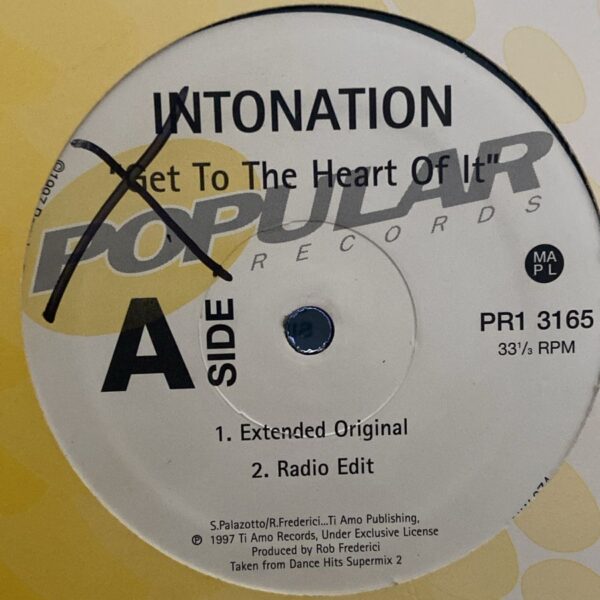 INTONATION
"Get To The Heart Of It"
POPULAR
RECORDS
MA
PL
PR1 3165
33⅓ RPM
A
SIDE
1. Extended Original
2. Radio Edit
S.Palazotto/R.Frederici...Ti Amo Publishing.
℗ 1997 Ti Amo Records, Under Exclusive License
Produced by Rob Frederici
Taken from Dance Hits Supermix 2
©1997